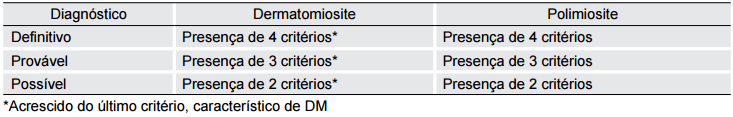 Diagnóstico Dermatomiosite Polimiosite
Definitivo Presença de 4 critérios* Presença de 4 critérios
Provável Presença de 3 critérios* Presença de 3 critérios
Possível Presença de 2 critérios* Presença de 2 critérios
*Acrescido do último critério, característico de DM